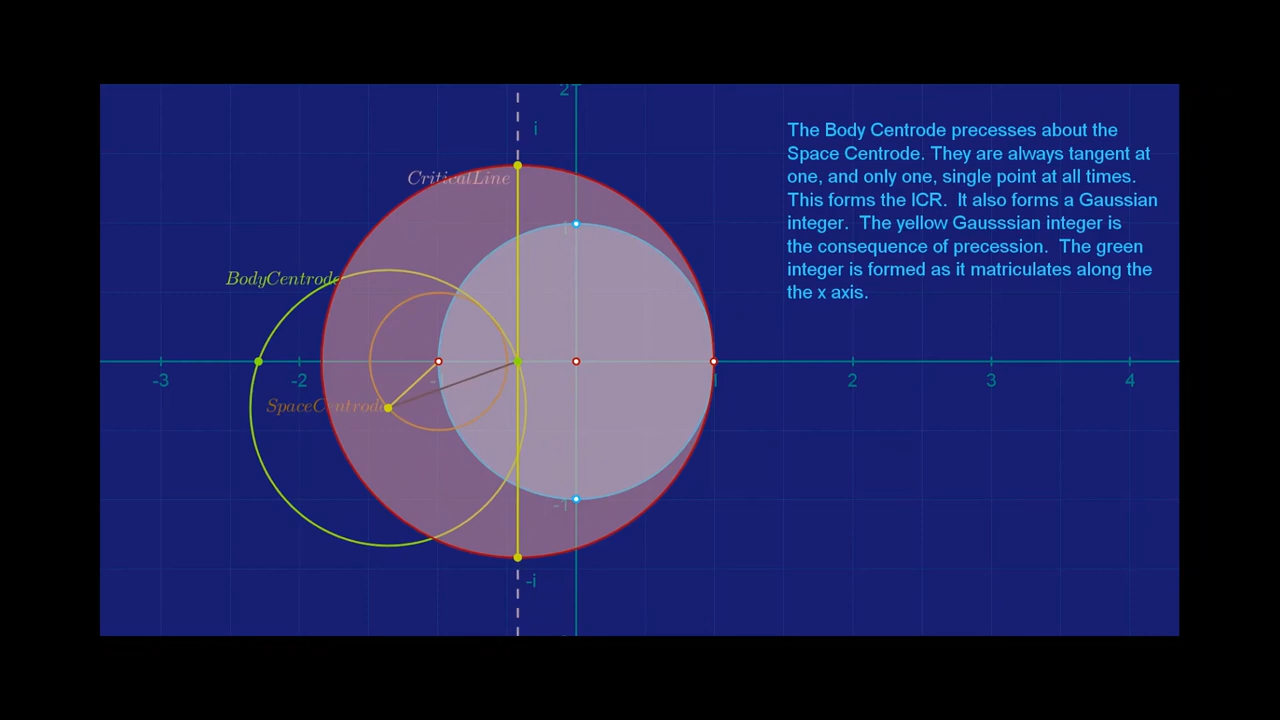 2
i
The Body Centrode precesses about the
Space Centrode. They are always tangent at
one, and only one, single point at all times.
This forms the ICR.  It also forms a Gaussian
integer.  The yellow Gausssian integer is
the consequence of precession.  The green
integer is formed as it matriculates along the
the x axis.
CriticalLine
1
BodyCentrode
-3
-2
-1
1
2
3
4
SpaceCentrode
-1
-i